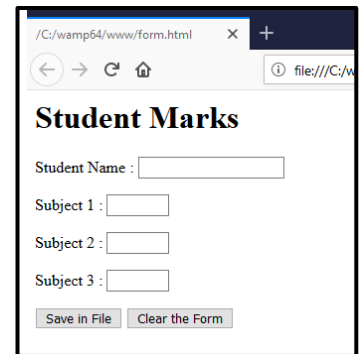 /C:/wamp64/www/form.html
file:///C:/w
Student Marks
Student Name :
Subject 1 :
Subject 2 :
Subject 3 :
Save in File Clear the Form